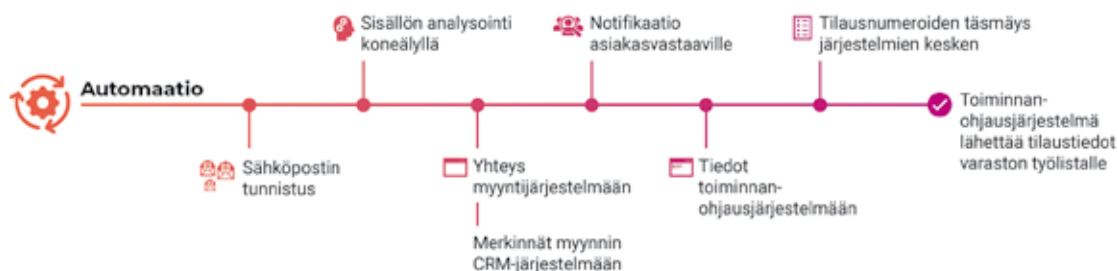 Automaatio
Sähköpostin
tunnistus
Sisällön analysointi
koneälyllä
Yhteys
myyntijärjestelmään
Merkinnät myynnin
CRM-järjestelmään
Notifikaatio
asiakasvastaaville
Tiedot
toiminnan-
ohjausjärjestelmään
Tilausnumeroiden täsmäys
järjestelmien kesken
Toiminnan-
ohjausjärjestelmä
lähettää tilaustiedot
varaston työlistalle